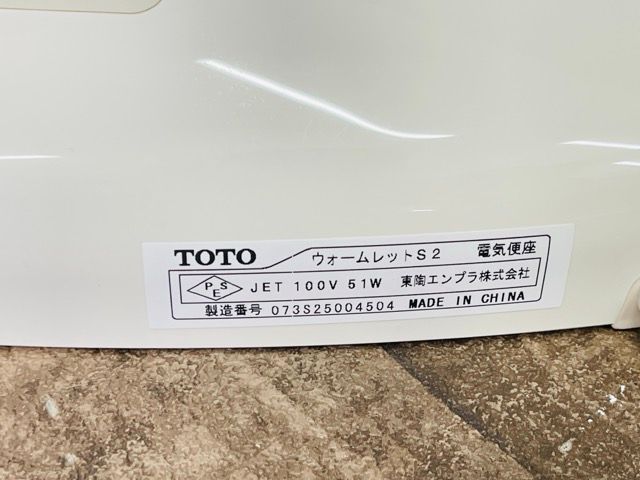 TOTO ウォームレットS2 電気便座
PSE JET 100V 51W 東陶エンプラ株式会社
製造番号 073S25004504 MADE IN CHINA